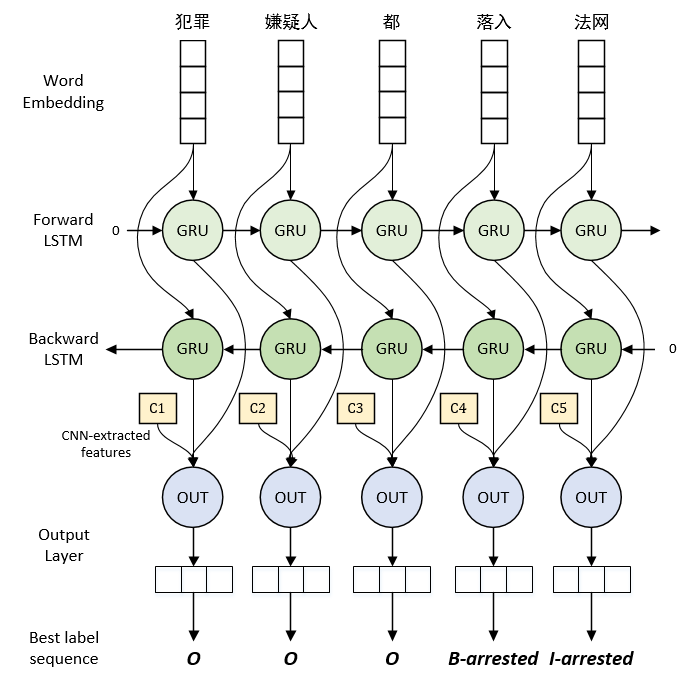 犯罪 嫌疑人 都 落入 法网
Word
Embedding
Forward
LSTM
0 GRU GRU GRU GRU GRU
Backward
LSTM
GRU GRU GRU GRU GRU 0
C1 C2 C3 C4 C5
CNN-extracted
features
OUT OUT OUT OUT OUT
Output
Layer
Best label
sequence
O O O B-arrested I-arrested